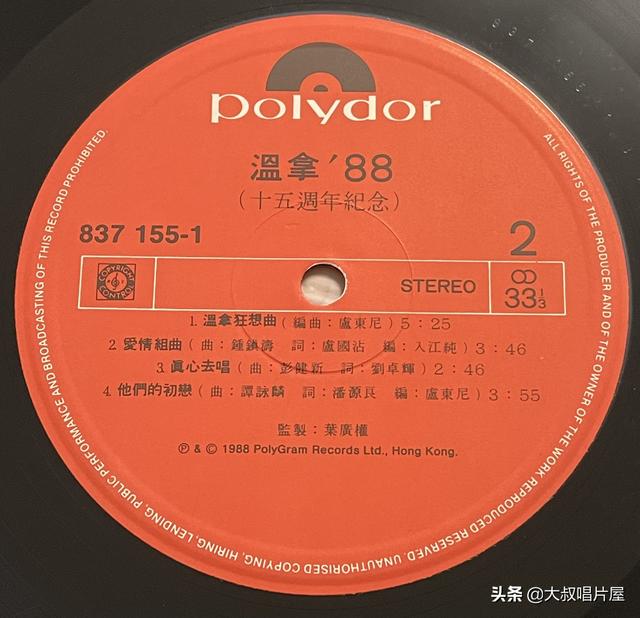 polydor
溫拿 '88
(十五週年紀念)
837 155-1
2
COPYRIGHT CONTROL
STEREO
33⅓
1. 溫拿狂想曲 (編曲：盧東尼) 5：25
2. 愛情組曲 (曲：鍾鎮濤 詞：盧國沾 編：入江純) 3：46
3. 眞心去唱 (曲：彭健新 詞：劉卓輝) 2：46
4. 他們的初戀 (曲：譚詠麟 詞：潘源良 編：盧東尼) 3：55
監製：葉廣權
℗ & © 1988 PolyGram Records Ltd., Hong Kong.
ALL RIGHTS OF THE PRODUCER AND OF THE OWNER OF THE WORK REPRODUCED RESERVED. UNAUTHORISED COPYING, HIRING, LENDING, PUBLIC PERFORMANCE AND BROADCASTING OF THIS RECORD PROHIBITED.
头条 @大叔唱片屋